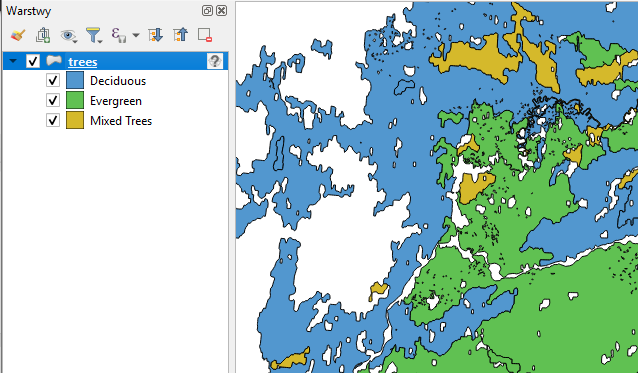 Warstwy
trees
?
Deciduous
Evergreen
Mixed Trees